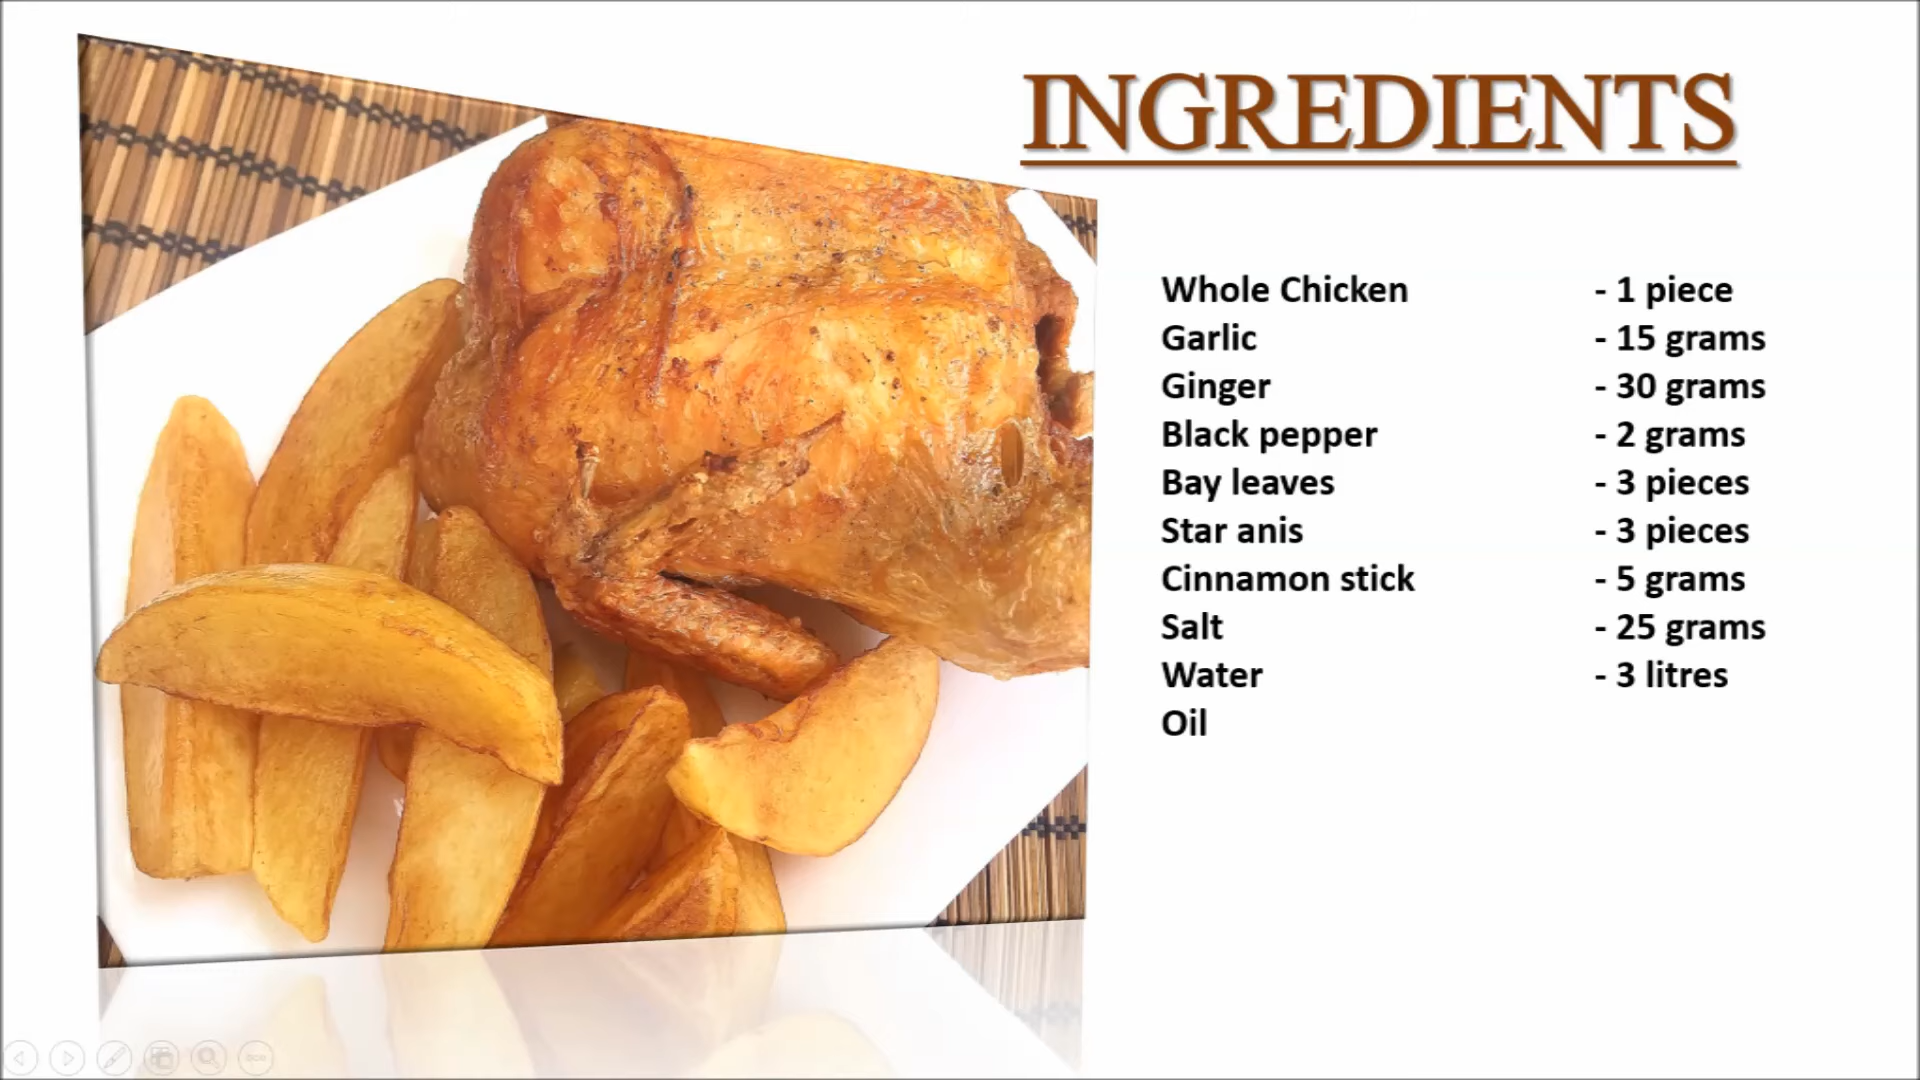 INGREDIENTS
Whole Chicken - 1 piece
Garlic - 15 grams
Ginger - 30 grams
Black pepper - 2 grams
Bay leaves - 3 pieces
Star anis - 3 pieces
Cinnamon stick - 5 grams
Salt - 25 grams
Water - 3 litres
Oil